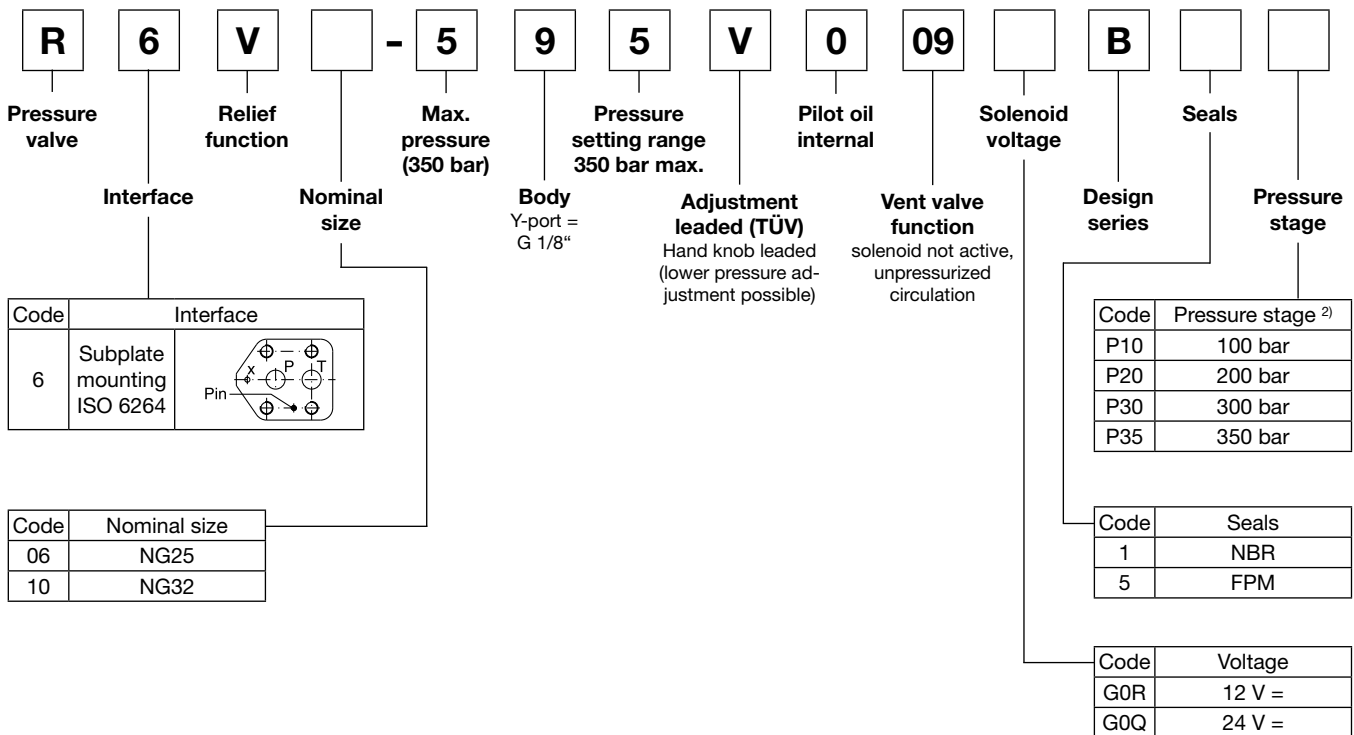 R 6 V - 5 9 5 V 0 09 B
Pressure
valve
Interface
Relief
function
Nominal
size
Max.
pressure
(350 bar)
Body
Y-port =
G 1/8“
Pressure
setting range
350 bar max.
Adjustment
leaded (TÜV)
Hand knob leaded
(lower pressure ad-
justment possible)
Pilot oil
internal
Vent valve
function
solenoid not active,
unpressurized
circulation
Solenoid
voltage
Design
series
Seals
Pressure
stage
Code Interface
6 Subplate
mounting
ISO 6264
x P T
Pin
Code Nominal size
06 NG25
10 NG32
Code Pressure stage 2)
P10 100 bar
P20 200 bar
P30 300 bar
P35 350 bar
Code Seals
1 NBR
5 FPM
Code Voltage
G0R 12 V =
G0Q 24 V =